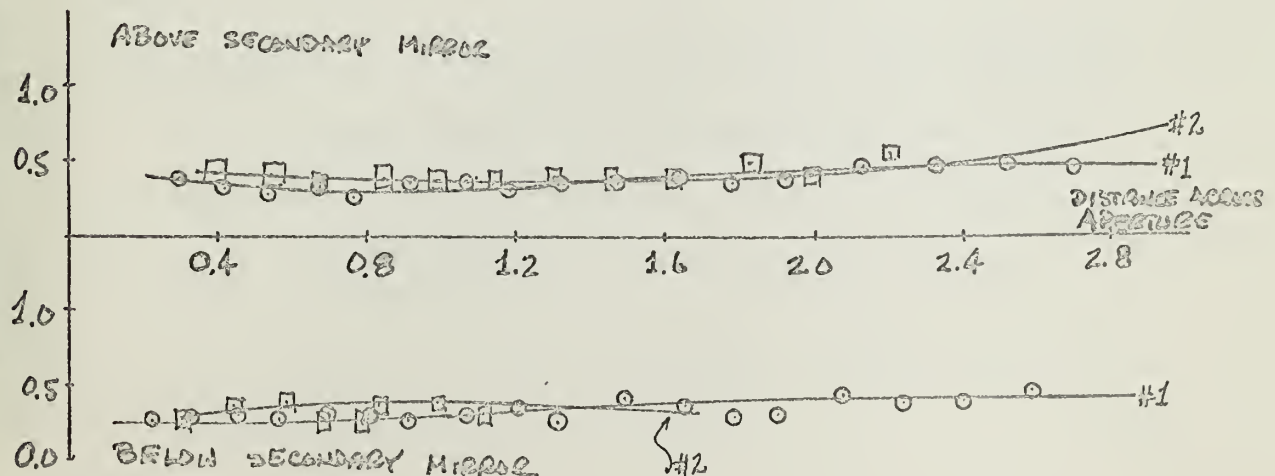 ABOVE SECONDARY MIRROR
1.0
#2
0.5
#1
DISTANCE ACROSS
APERTURE
0.4 0.8 1.2 1.6 2.0 2.4 2.8
1.0
0.5
#1
0.0 BELOW SECONDARY MIRROR #2